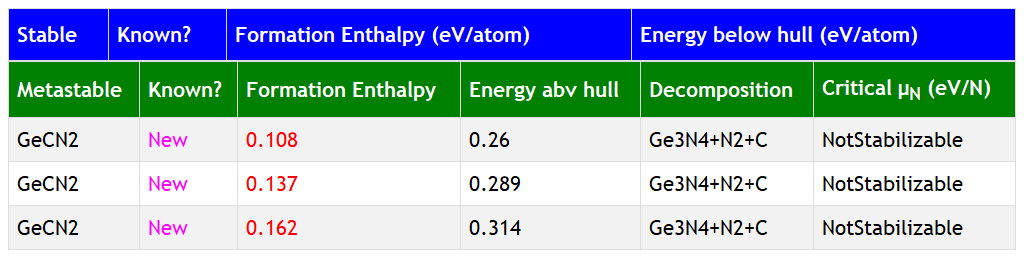 Stable Known? Formation Enthalpy (eV/atom) Energy below hull (eV/atom)
Metastable Known? Formation Enthalpy Energy abv hull Decomposition Critical μN (eV/N)
GeCN2 New 0.108 0.26 Ge3N4+N2+C NotStabilizable
GeCN2 New 0.137 0.289 Ge3N4+N2+C NotStabilizable
GeCN2 New 0.162 0.314 Ge3N4+N2+C NotStabilizable